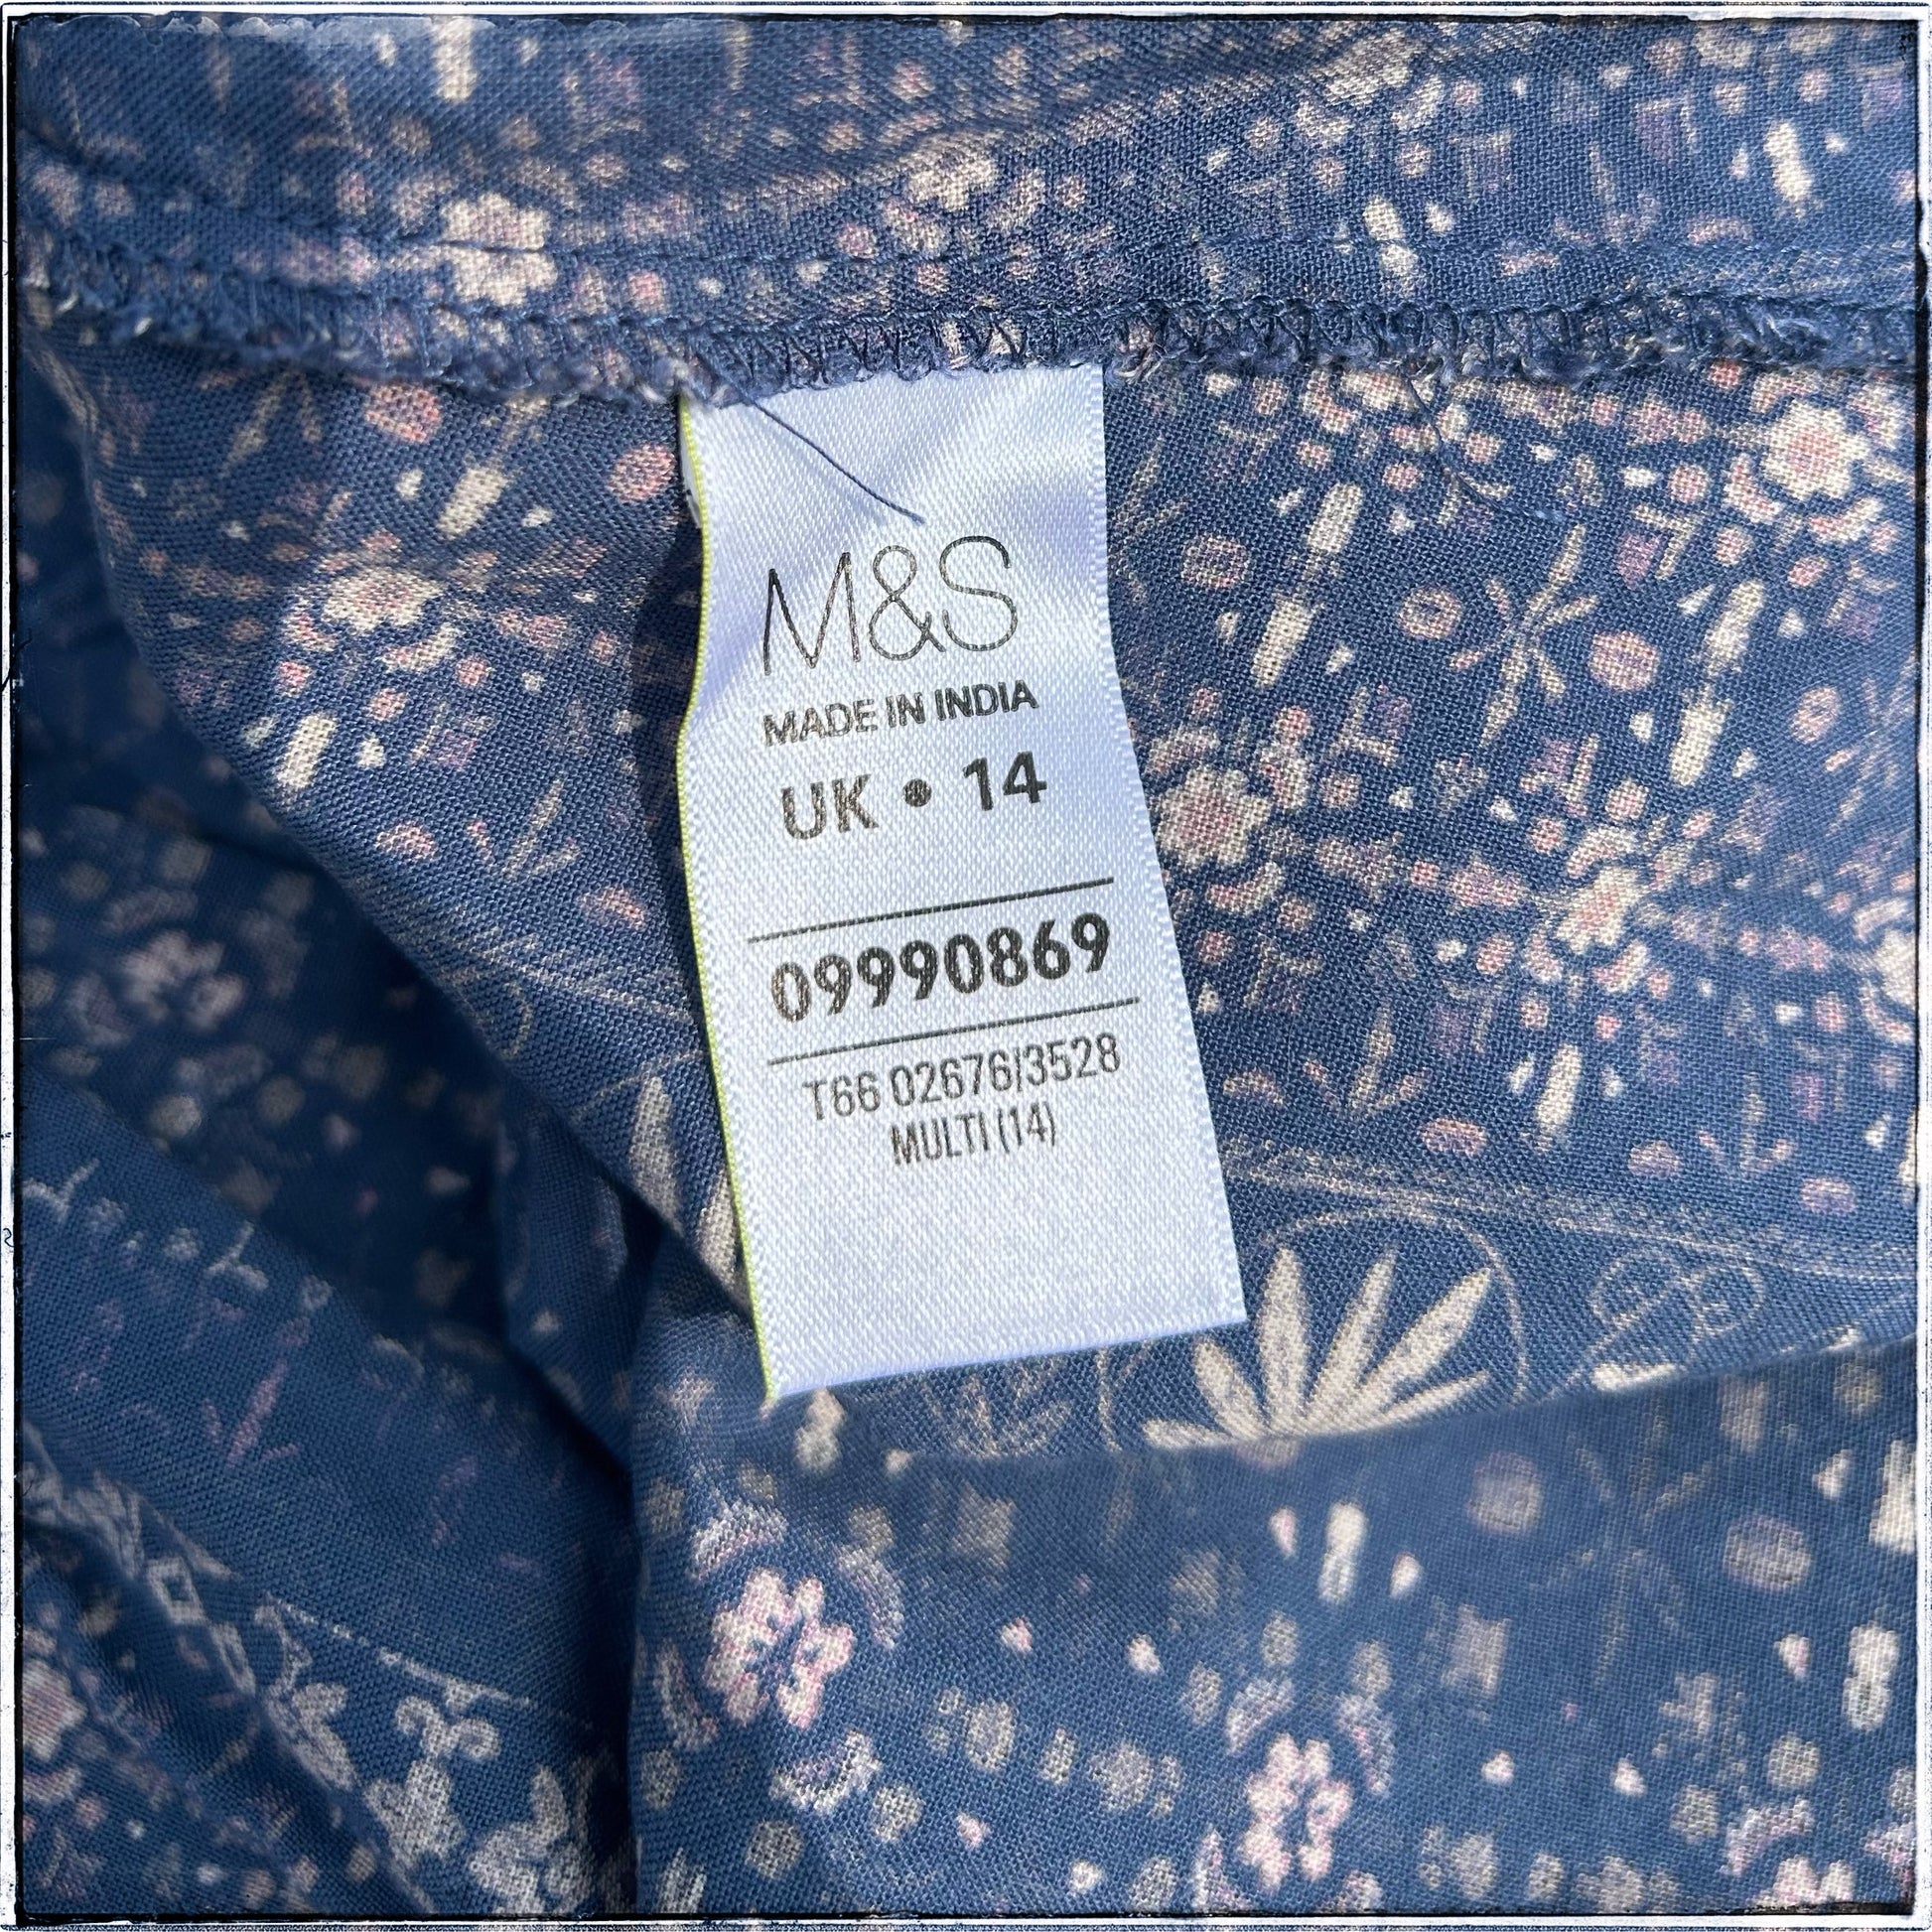 M&S
MADE IN INDIA
UK • 14
09990869
T66 02676/3528
MULTI (14)